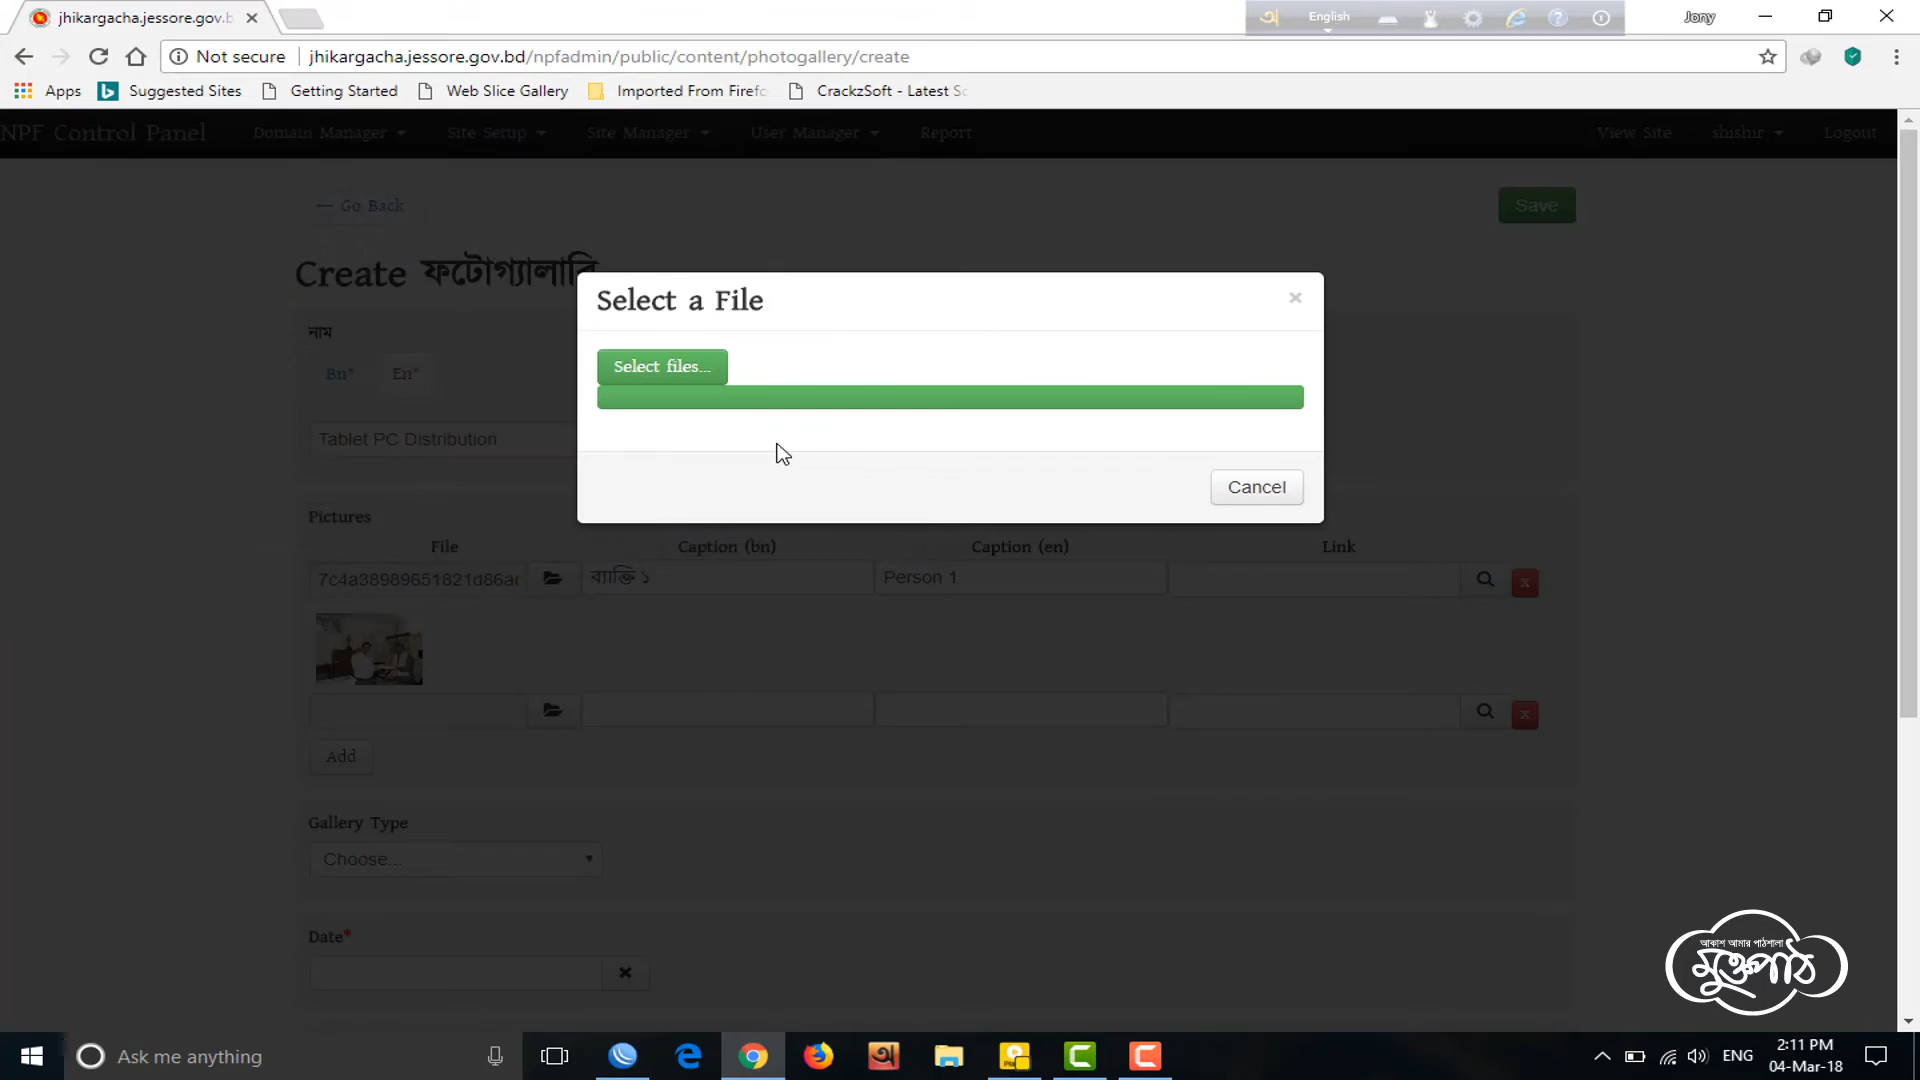 jhikargacha.jessore.gov.b
অ English
Jony
Not secure jhikargacha.jessore.gov.bd/npfadmin/public/content/photogallery/create
Apps Suggested Sites Getting Started Web Slice Gallery Imported From Firefo CrackzSoft - Latest Sc
NPF Control Panel Domain Manager Site Setup Site Manager User Manager Report View Site shishir Logout
Go Back
Save
Create ফটোগ্যালারি
Select a File
×
নাম
Select files...
Bn* En*
Tablet PC Distribution
Cancel
Pictures
File Caption (bn) Caption (en) Link
7c4a38989651821d86ac ব্যাক্তি ১ Person 1 x
x
Add
Gallery Type
Choose...
Date*
আকাশ আমার পাঠশালা
মুক্তপাঠ
Ask me anything
অ
ENG
2:11 PM
04-Mar-18